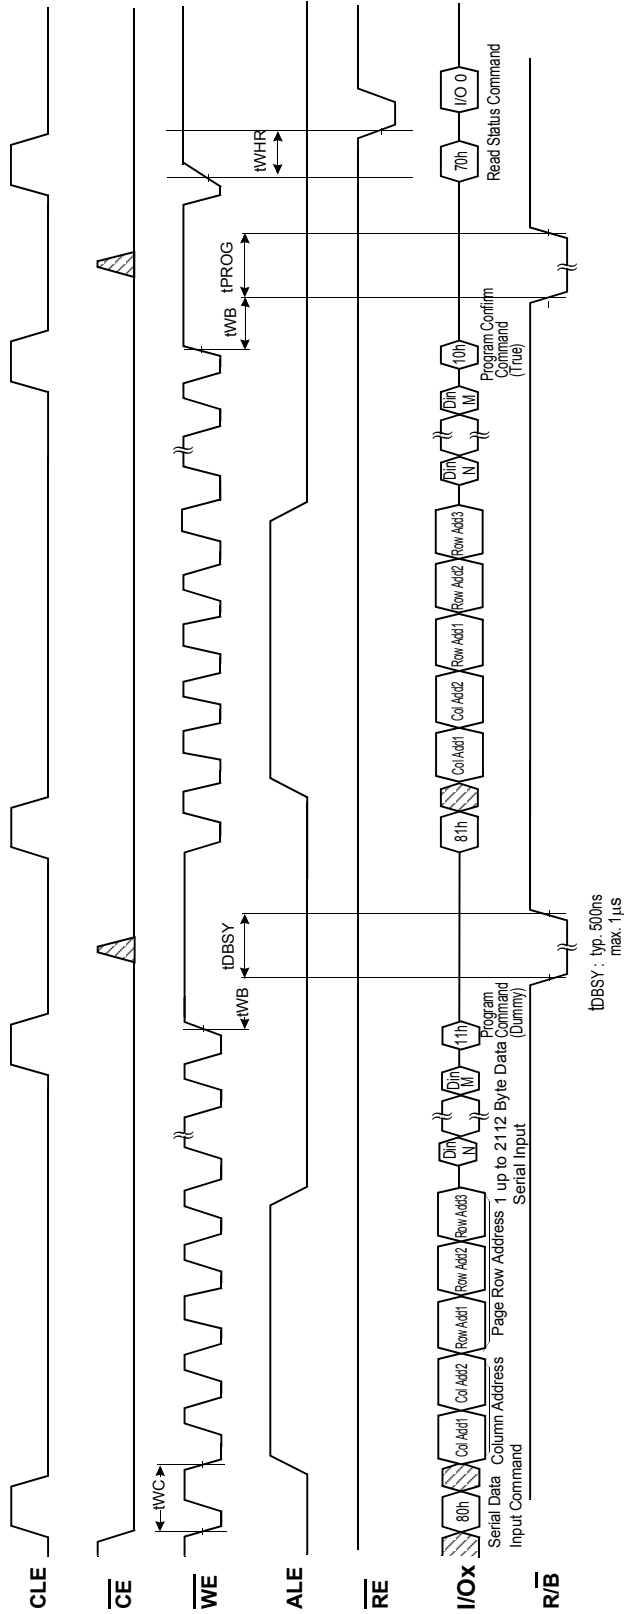 CLE
CE
WE
tWC
tWB
tDBSY
tWB
tPROG
tWHR
ALE
RE
I/Ox
80h
Col Add1
Col Add2
Row Add1
Row Add2
Row Add3
Din
N
Din
M
11h
81h
Col Add1
Col Add2
Row Add1
Row Add2
Row Add3
Din
N
Din
M
10h
70h
I/O 0
Serial Data
Input Command
Column Address
Page Row Address
1 up to 2112 Byte Data
Serial Input
Program
Command
(Dummy)
Program Confirm
Command
(True)
Read Status Command
R/B
tDBSY : typ. 500ns
max. 1µs